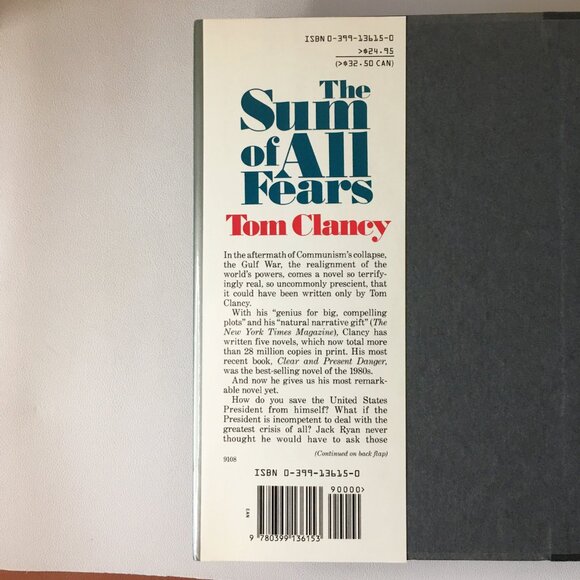 ISBN 0-399-13615-0
>$24.95
(>$32.50 CAN)
The
Sum
of All
Fears
Tom Clancy
In the aftermath of Communism's collapse,
the Gulf War, the realignment of the
world's powers, comes a novel so terrify-
ingly real, so uncommonly prescient, that
it could have been written only by Tom
Clancy.
With his "genius for big, compelling
plots" and his "natural narrative gift" (The
New York Times Magazine), Clancy has
written five novels, which now total more
than 28 million copies in print. His most
recent book, Clear and Present Danger,
was the best-selling novel of the 1980s.
And now he gives us his most remark-
able novel yet.
How do you save the United States
President from himself? What if the
President is incompetent to deal with the
greatest crisis of all? Jack Ryan never
thought he would have to ask those
(Continued on back flap)
9108
ISBN 0-399-13615-0
90000>
EAN
9 780399 136153